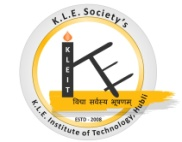 K.L.E. Society's
KLEIT
विद्या सर्वस्य भूषणम्
ESTD - 2008
K.L.E. Institute of Technology, Hubli